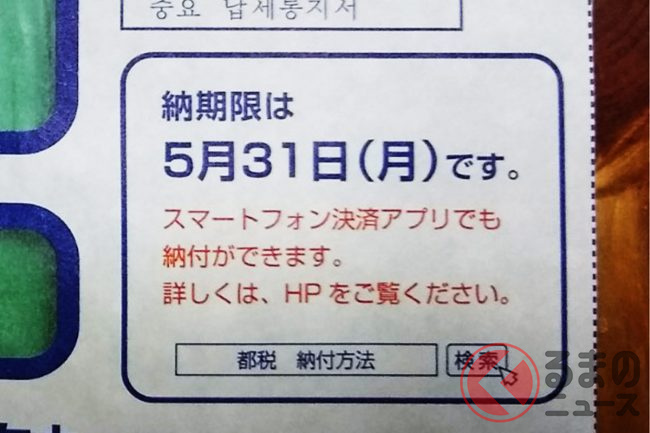 중요 납세통지서
納期限は
5月31日(月)です。
スマートフォン決済アプリでも
納付ができます。
詳しくは、HPをご覧ください。
都税 納付方法 検索
くるまの
ニュース